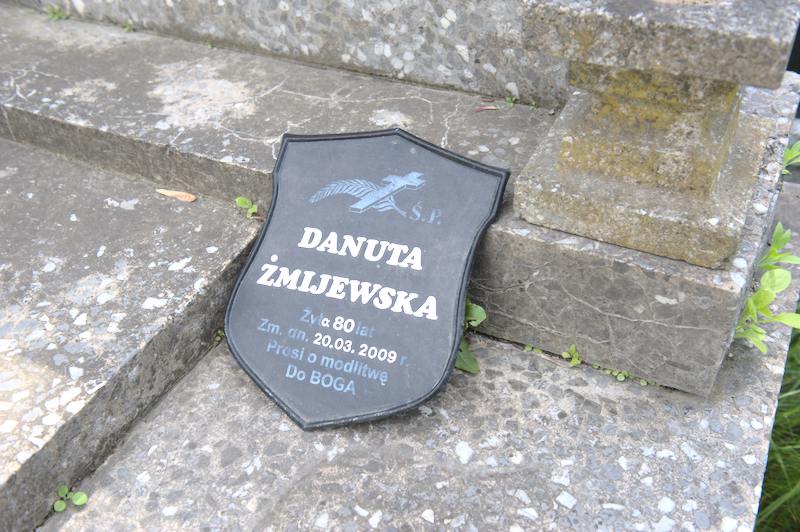 Ś.P.
DANUTA
ŻMIJEWSKA
Żyła 80 lat
Zm. dn. 20.03.2009 r.
Prosi o modlitwę
Do BOGA